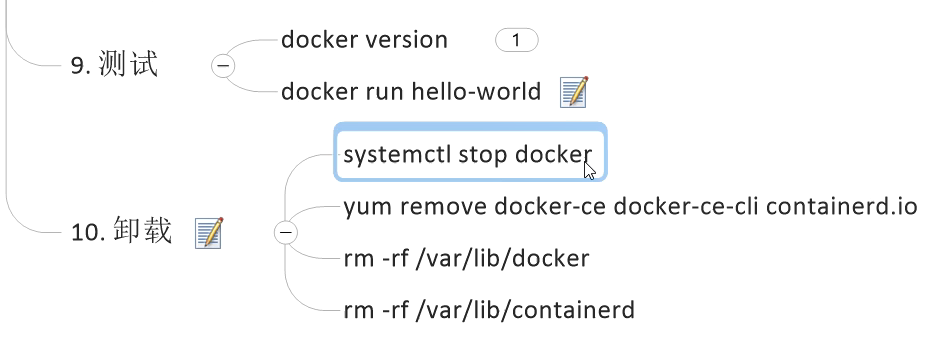 9. 测试
docker version
1
docker run hello-world
10. 卸载
systemctl stop docker
yum remove docker-ce docker-ce-cli containerd.io
rm -rf /var/lib/docker
rm -rf /var/lib/containerd